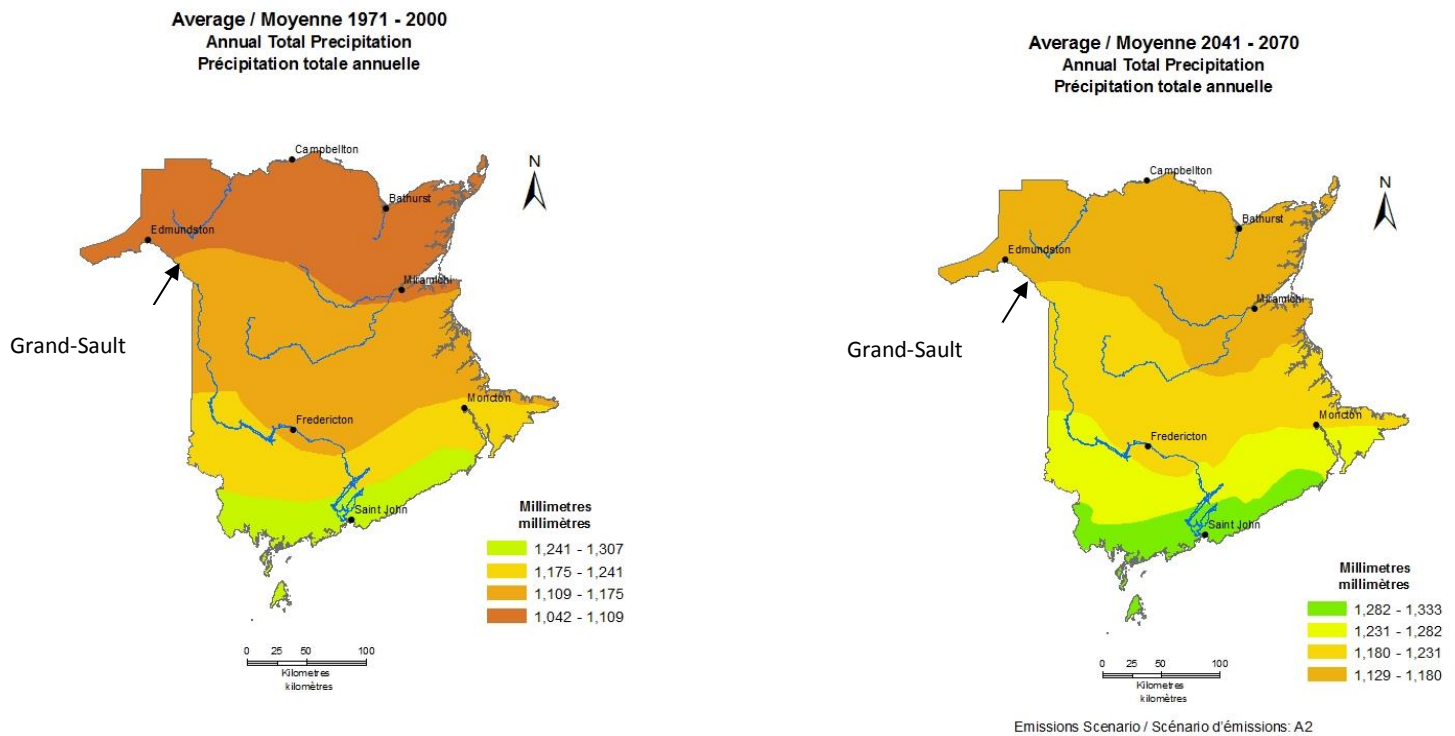 Average / Moyenne 1971 - 2000
Annual Total Precipitation
Précipitation totale annuelle
Campbellton
N
Bathurst
Edmundston
Miramichi
Grand-Sault
Moncton
Fredericton
Saint John
Millimetres
millimètres
1,241 - 1,307
1,175 - 1,241
1,109 - 1,175
1,042 - 1,109
0 25 50 100
Kilometres
kilomètres
Average / Moyenne 2041 - 2070
Annual Total Precipitation
Précipitation totale annuelle
Campbellton
N
Bathurst
Edmundston
Miramichi
Grand-Sault
Moncton
Fredericton
Saint John
Millimetres
millimètres
1,282 - 1,333
1,231 - 1,282
1,180 - 1,231
1,129 - 1,180
0 25 50 100
Kilometres
kilomètres
Emissions Scenario / Scénario d'émissions: A2